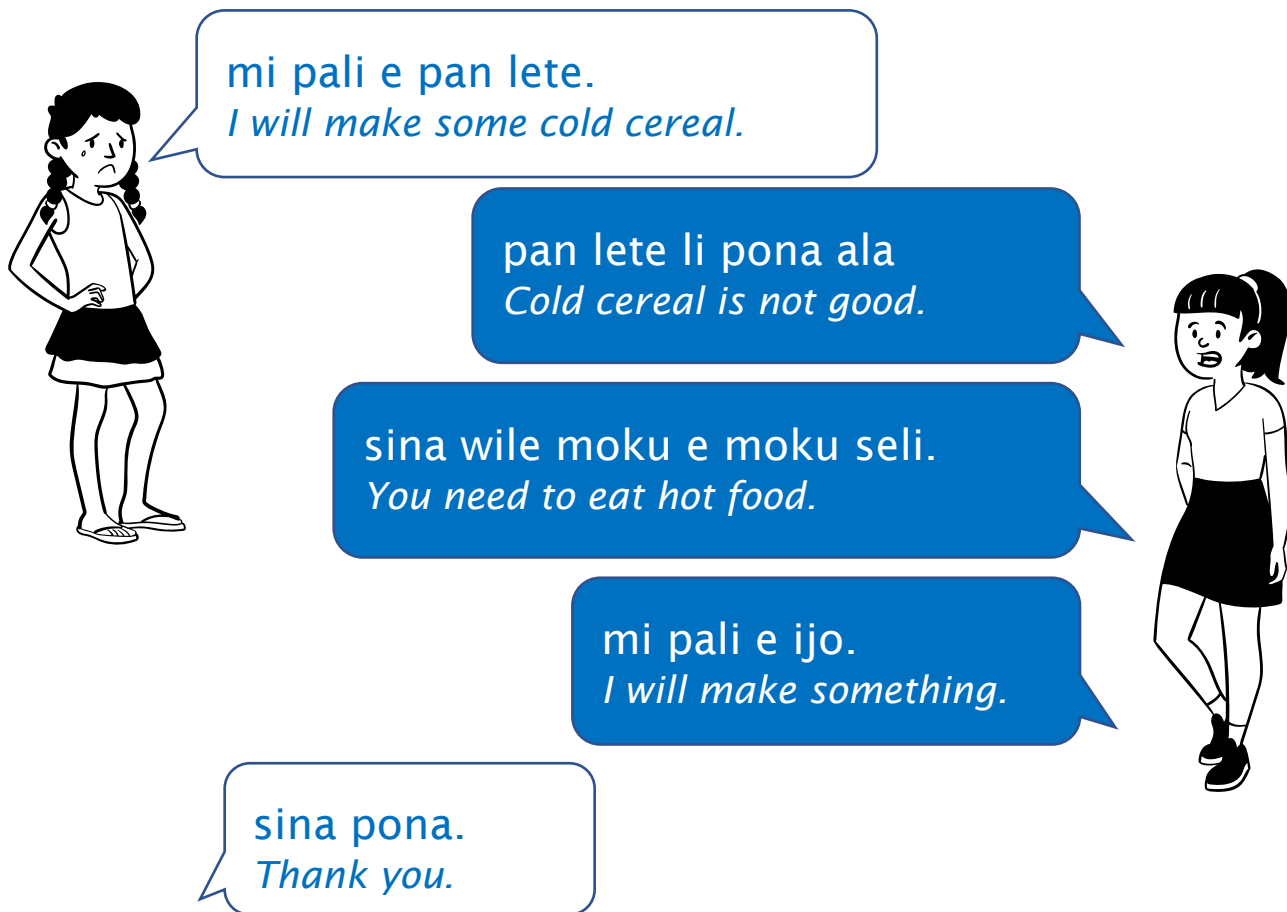 mi pali e pan lete.
I will make some cold cereal.
pan lete li pona ala
Cold cereal is not good.
sina wile moku e moku seli.
You need to eat hot food.
mi pali e ijo.
I will make something.
sina pona.
Thank you.